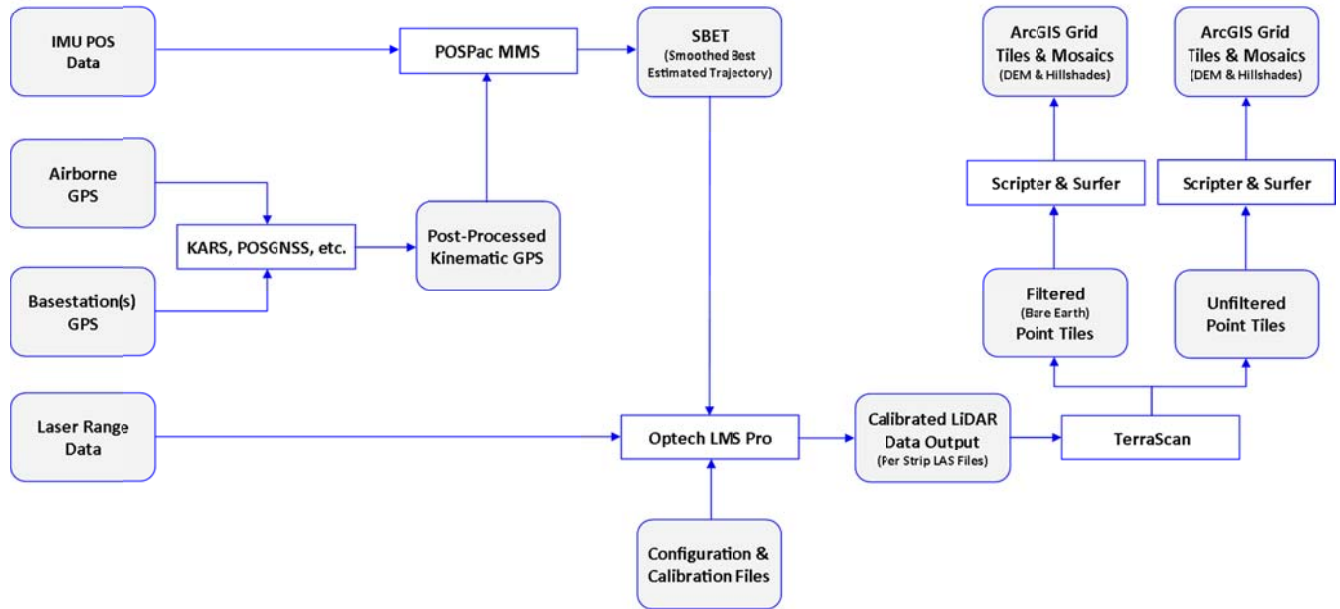 IMU POS
Data
POSPac MMS
SBET
(Smoothed Best
Estimated Trajectory)
ArcGIS Grid
Tiles & Mosaics
(DEM & Hillshades)
ArcGIS Grid
Tiles & Mosaics
(DEM & Hillshades)
Airborne
GPS
Scripter & Surfer
Scripter & Surfer
KARS, POSGNSS, etc.
Post-Processed
Kinematic GPS
Basestation(s)
GPS
Filtered
(Bare Earth)
Point Tiles
Unfiltered
Point Tiles
Laser Range
Data
Optech LMS Pro
Calibrated LiDAR
Data Output
(Per Strip LAS Files)
TerraScan
Configuration &
Calibration Files